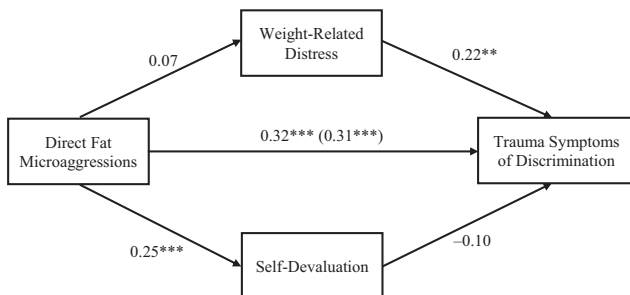 Weight-Related
Distress
0.07
0.22**
Direct Fat
Microaggressions
0.32*** (0.31***)
Trauma Symptoms
of Discrimination
0.25***
Self-Devaluation
–0.10